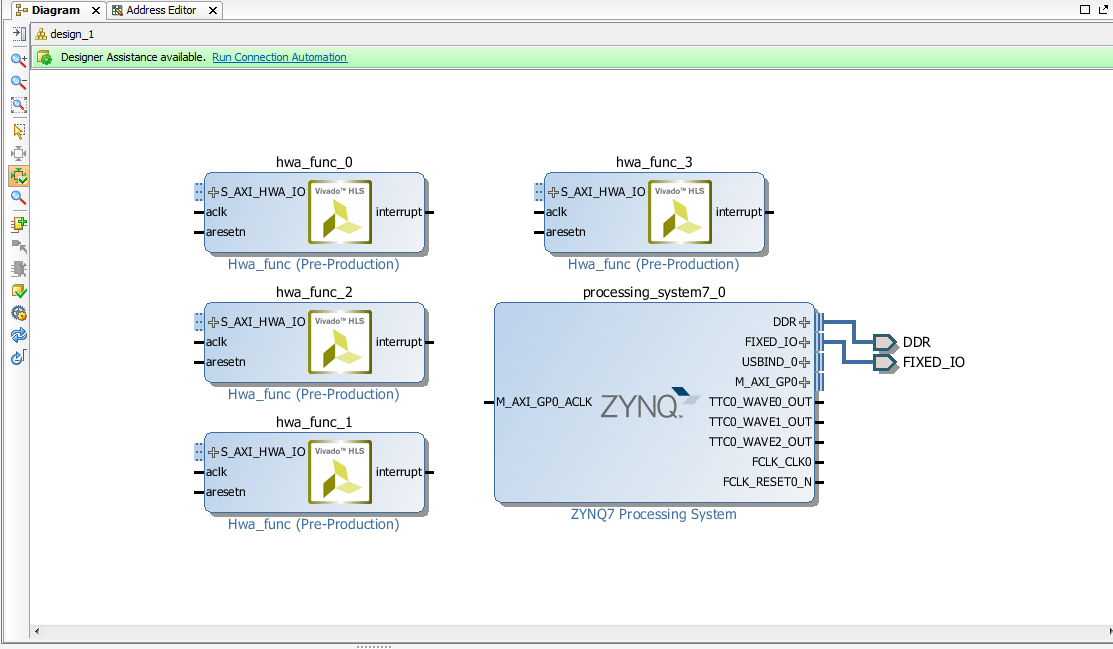 Diagram
Address Editor
design_1
Designer Assistance available. Run Connection Automation
hwa_func_0
S_AXI_HWA_IO
aclk
aresetn
Vivado™ HLS
interrupt
Hwa_func (Pre-Production)
hwa_func_3
S_AXI_HWA_IO
aclk
aresetn
Vivado™ HLS
interrupt
Hwa_func (Pre-Production)
hwa_func_2
S_AXI_HWA_IO
aclk
aresetn
Vivado™ HLS
interrupt
Hwa_func (Pre-Production)
hwa_func_1
S_AXI_HWA_IO
aclk
aresetn
Vivado™ HLS
interrupt
Hwa_func (Pre-Production)
processing_system7_0
M_AXI_GP0_ACLK
ZYNQ
DDR
FIXED_IO
USBIND_0
M_AXI_GP0
TTC0_WAVE0_OUT
TTC0_WAVE1_OUT
TTC0_WAVE2_OUT
FCLK_CLK0
FCLK_RESET0_N
ZYNQ7 Processing System
DDR
FIXED_IO